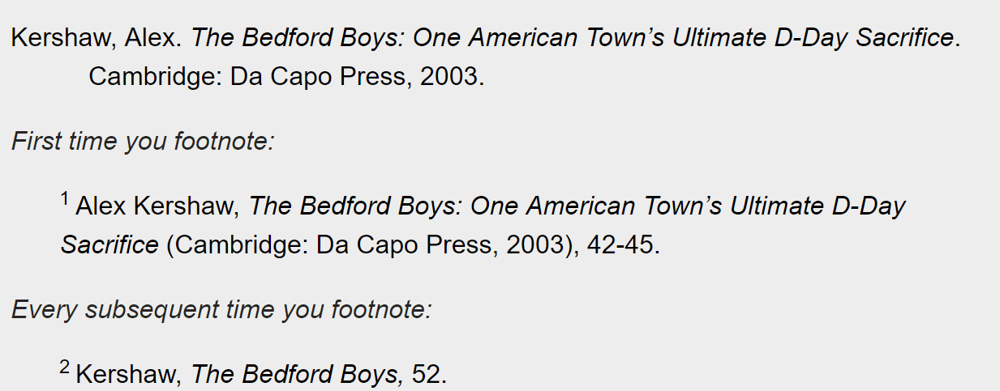 Kershaw, Alex. The Bedford Boys: One American Town’s Ultimate D-Day Sacrifice.
Cambridge: Da Capo Press, 2003.
First time you footnote:
1 Alex Kershaw, The Bedford Boys: One American Town’s Ultimate D-Day
Sacrifice (Cambridge: Da Capo Press, 2003), 42-45.
Every subsequent time you footnote:
2 Kershaw, The Bedford Boys, 52.